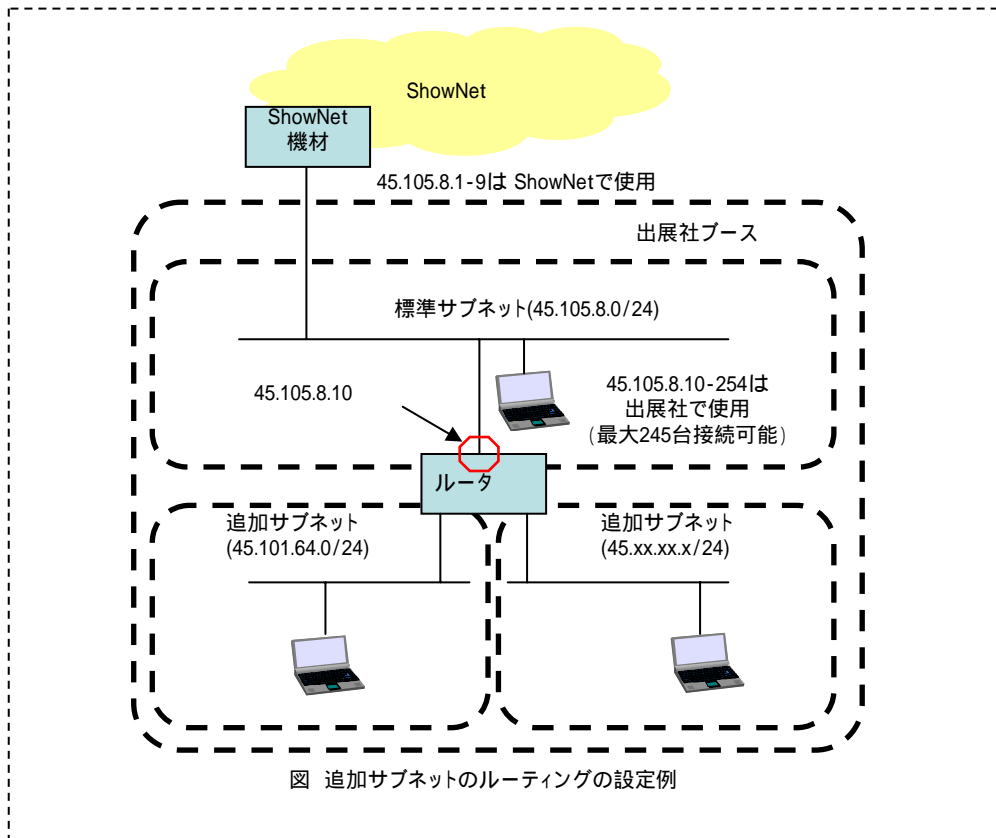 ShowNet
ShowNet
機材
45.105.8.1-9は ShowNetで使用
出展社ブース
標準サブネット(45.105.8.0/24)
45.105.8.10
45.105.8.10-254は
出展社で使用
(最大245台接続可能)
ルータ
追加サブネット
(45.101.64.0/24)
追加サブネット
(45.xx.xx.x/24)
図 追加サブネットのルーティングの設定例